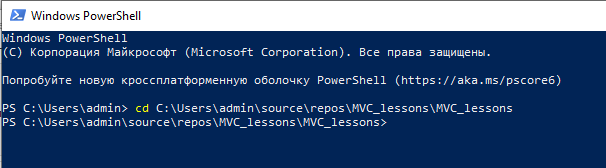 Windows PowerShell
Windows PowerShell
(C) Корпорация Майкрософт (Microsoft Corporation). Все права защищены.
Попробуйте новую кроссплатформенную оболочку PowerShell (https://aka.ms/pscore6)
PS C:\Users\admin> cd C:\Users\admin\source\repos\MVC_lessons\MVC_lessons
PS C:\Users\admin\source\repos\MVC_lessons\MVC_lessons>